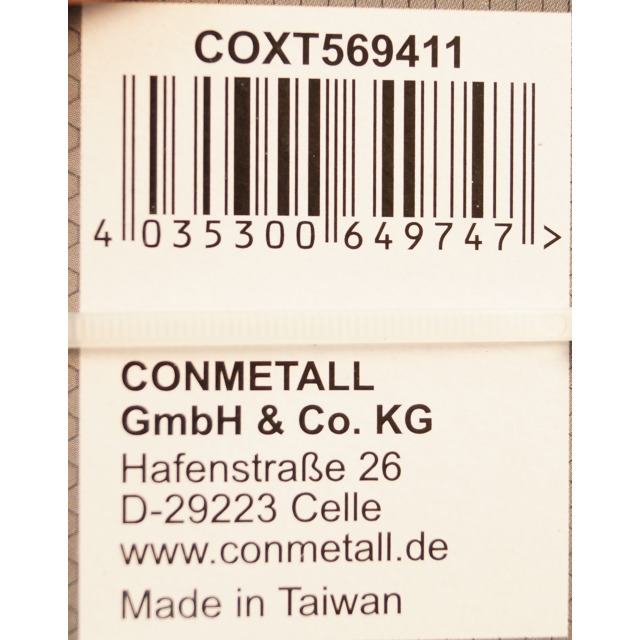 COXT569411
4 035300 649747 >
CONMETALL
GmbH & Co. KG
Hafenstraße 26
D-29223 Celle
www.conmetall.de
Made in Taiwan